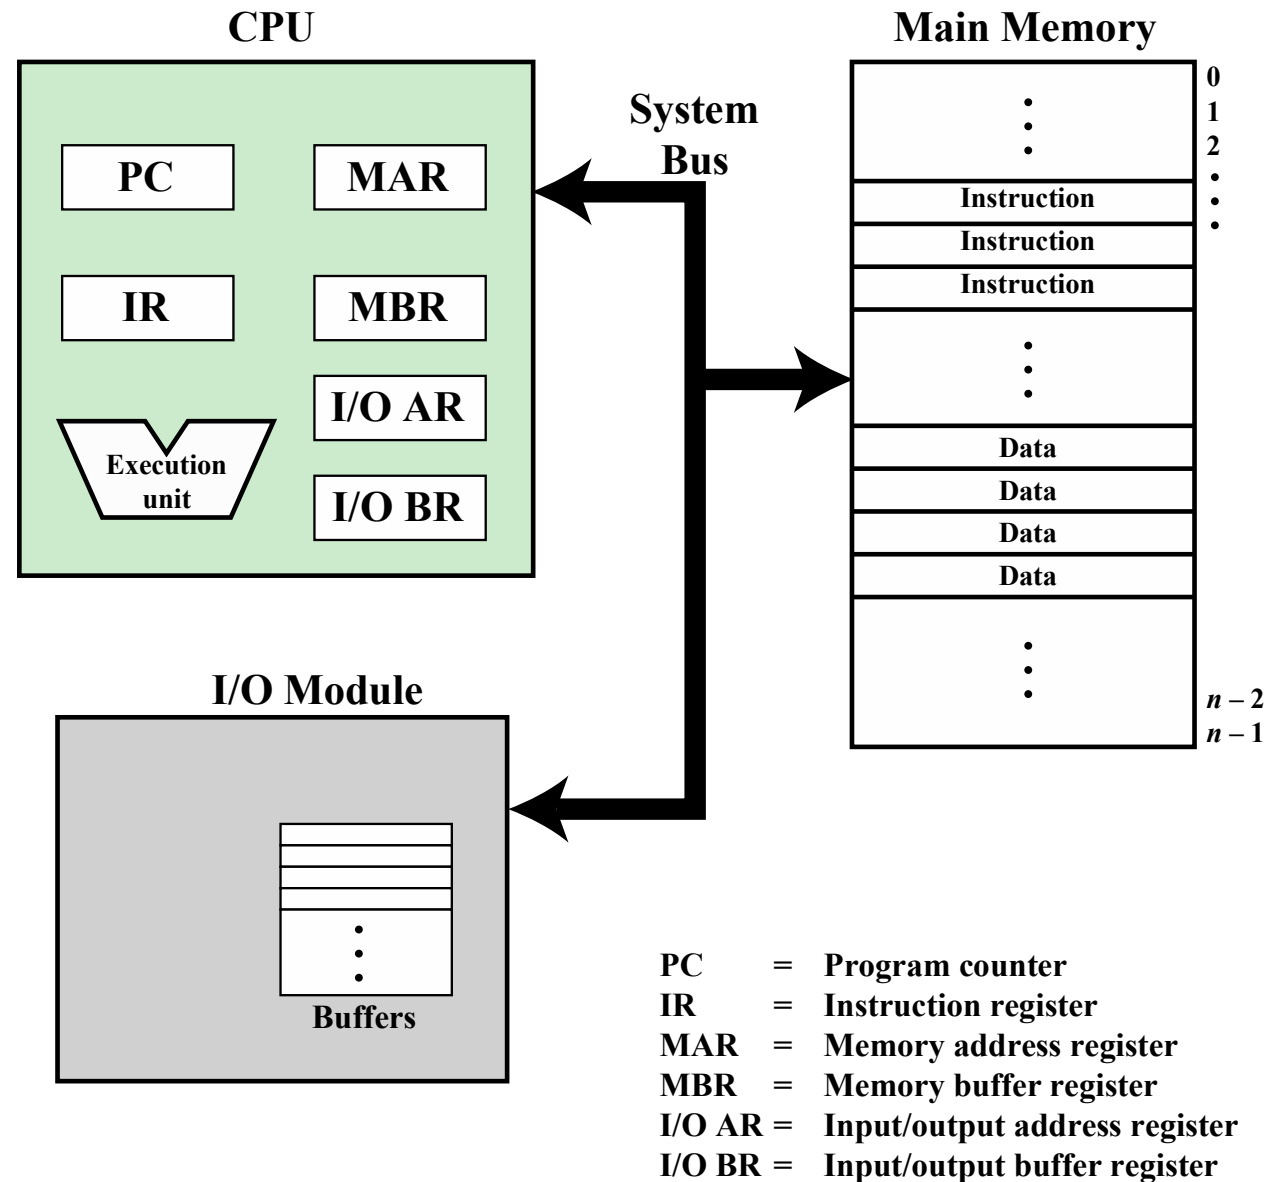 CPU
PC
MAR
IR
MBR
I/O AR
Execution
unit
I/O BR
System
Bus
Main Memory
0
1
2
Instruction
Instruction
Instruction
Data
Data
Data
Data
n – 2
n – 1
I/O Module
Buffers
PC = Program counter
IR = Instruction register
MAR = Memory address register
MBR = Memory buffer register
I/O AR = Input/output address register
I/O BR = Input/output buffer register